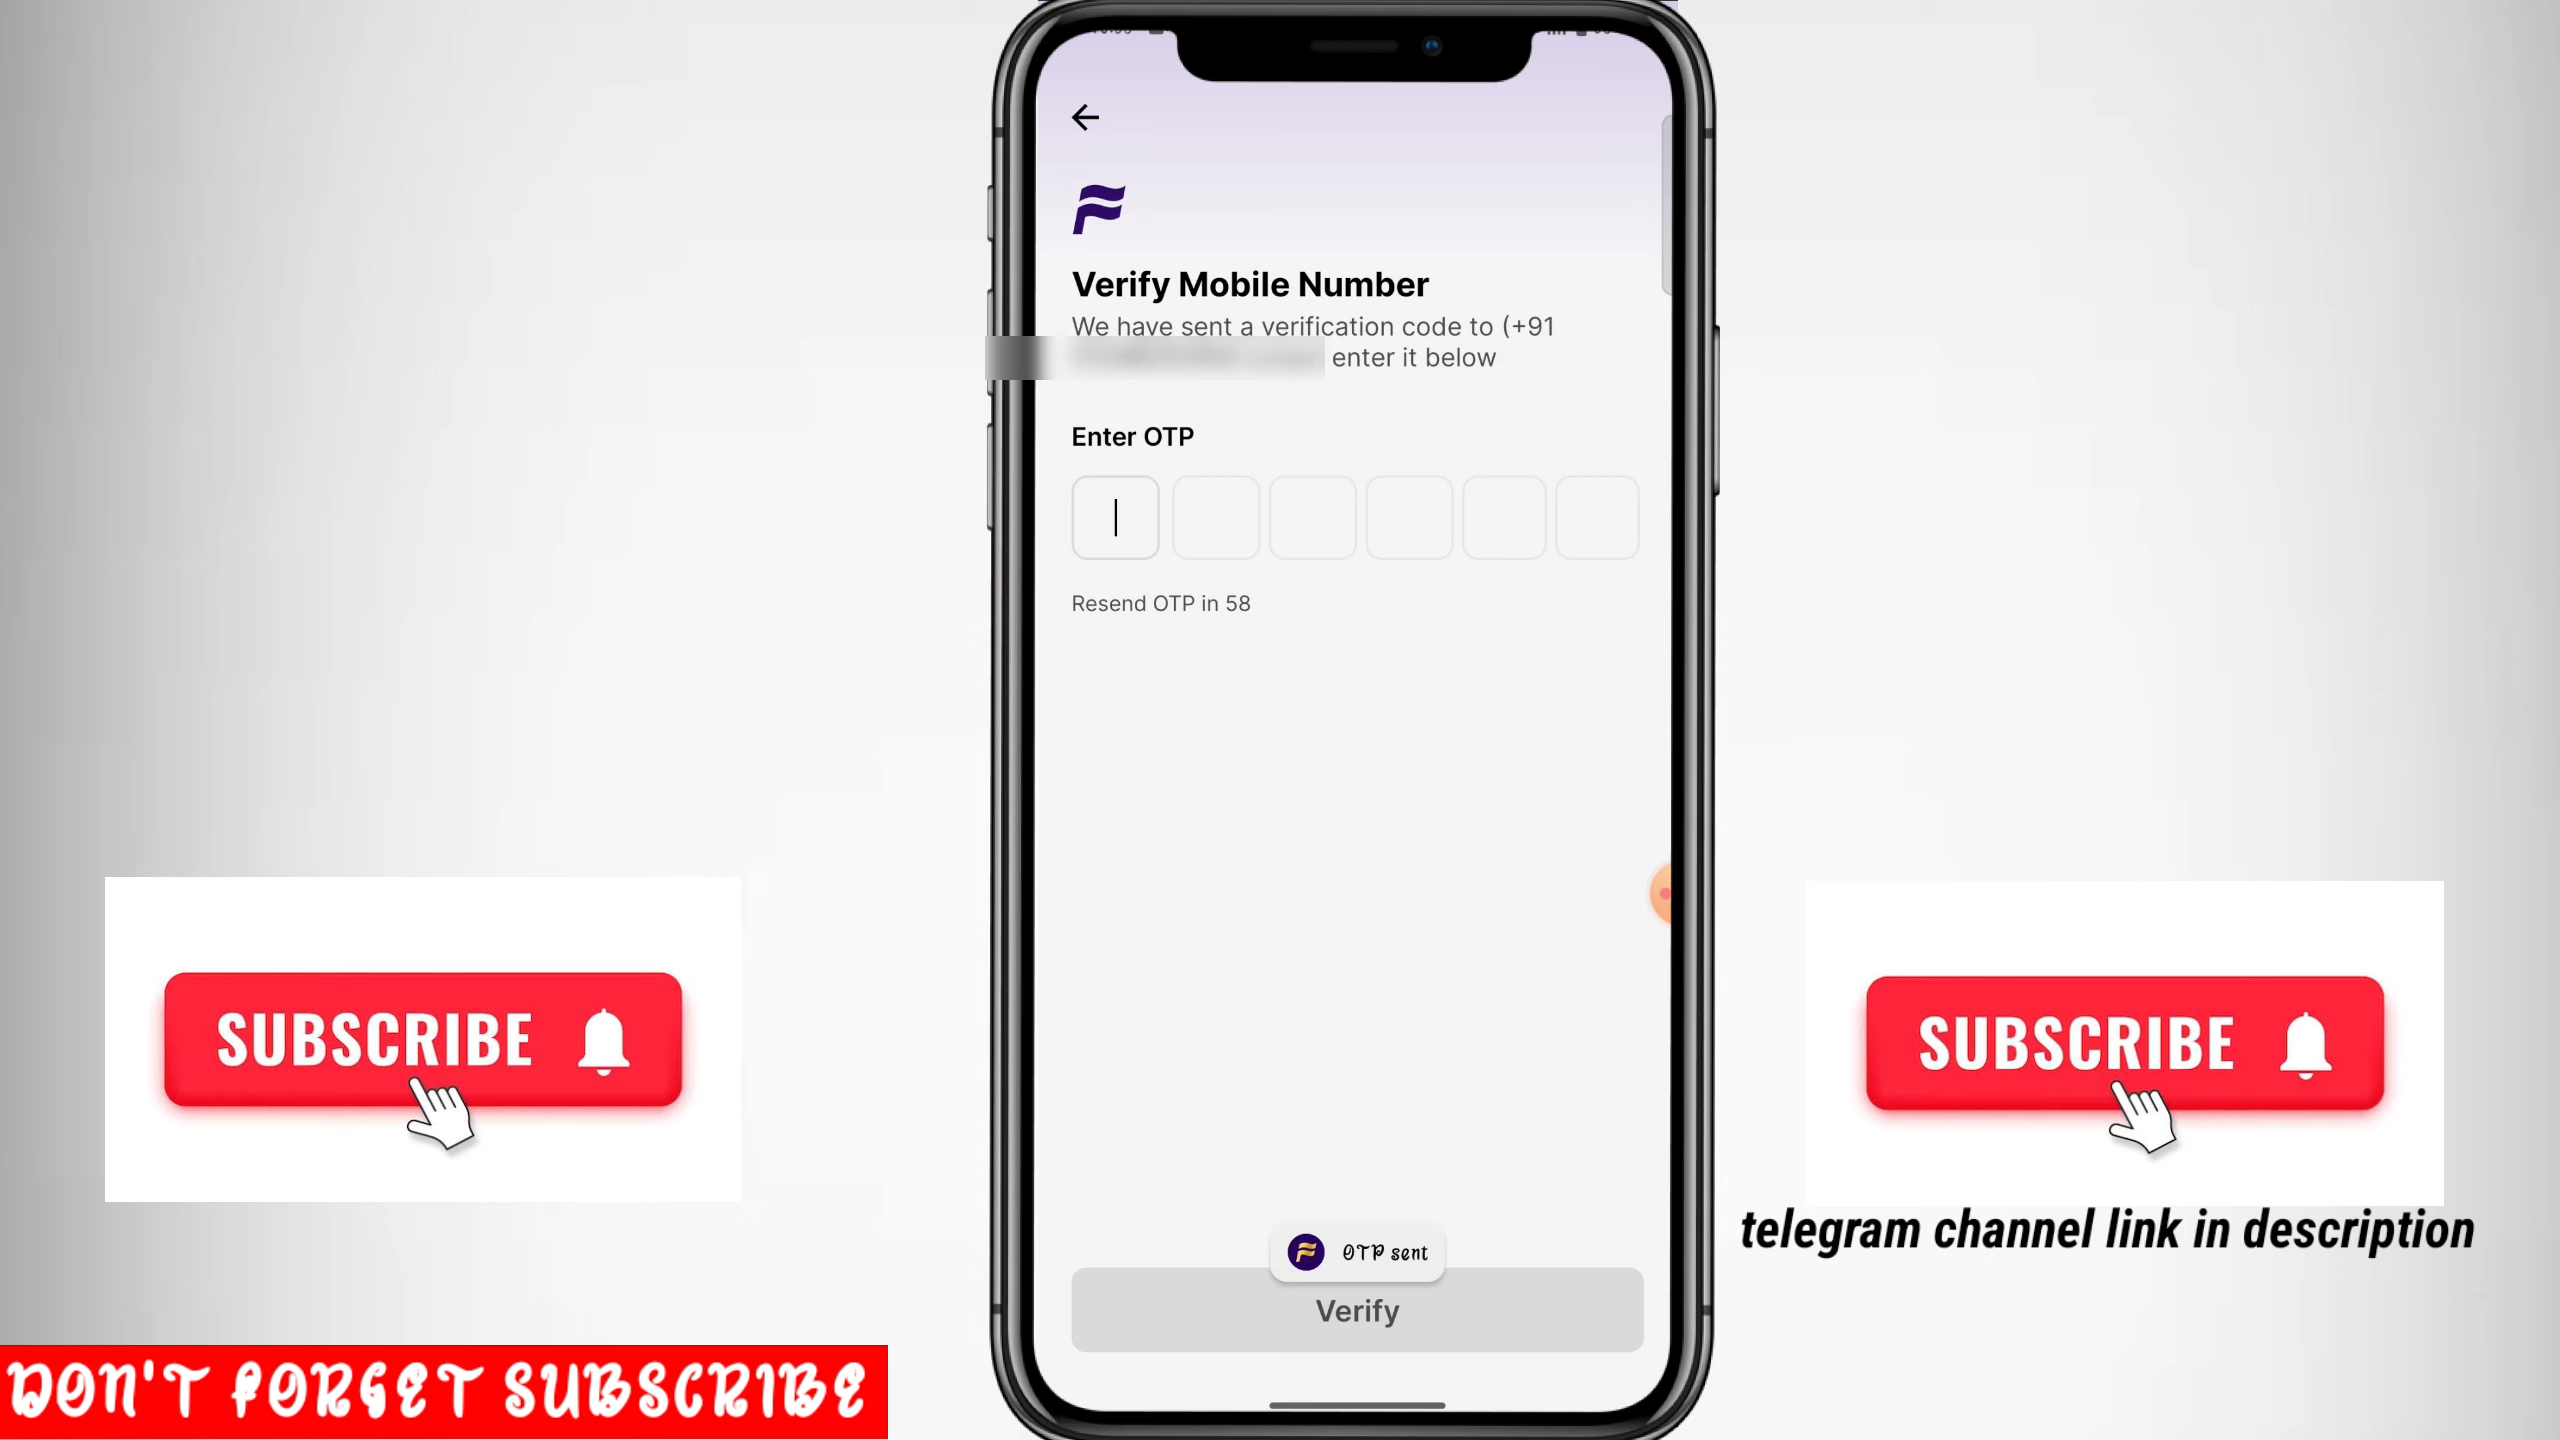 Verify Mobile Number
We have sent a verification code to (+91
enter it below
Enter OTP
Resend OTP in 58
SUBSCRIBE
SUBSCRIBE
telegram channel link in description
OTP sent
Verify
DON'T FORGET SUBSCRIBE